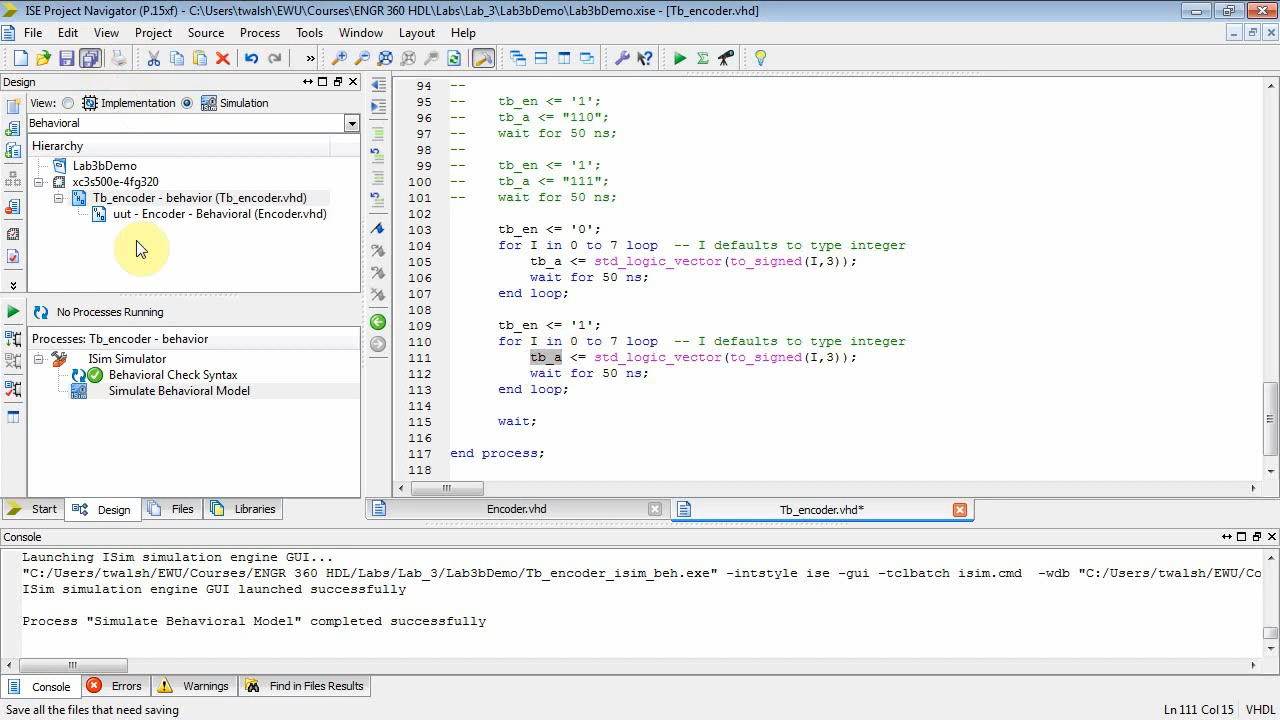 ISE Project Navigator (P.15xf) - C:\Users\twalsh\EWU\Courses\ENGR 360 HDL\Labs\Lab_3\Lab3bDemo\Lab3bDemo.xise - [Tb_encoder.vhd]
File Edit View Project Source Process Tools Window Layout Help
Design
View: Implementation Simulation
Behavioral
Hierarchy
Lab3bDemo
xc3s500e-4fg320
Tb_encoder - behavior (Tb_encoder.vhd)
uut - Encoder - Behavioral (Encoder.vhd)
No Processes Running
Processes: Tb_encoder - behavior
ISim Simulator
Behavioral Check Syntax
Simulate Behavioral Model
Start Design Files Libraries
94 --
95 -- tb_en <= '1';
96 -- tb_a <= "110";
97 -- wait for 50 ns;
98 --
99 -- tb_en <= '1';
100 -- tb_a <= "111";
101 -- wait for 50 ns;
102
103 tb_en <= '0';
104 for I in 0 to 7 loop -- I defaults to type integer
105 tb_a <= std_logic_vector(to_signed(I,3));
106 wait for 50 ns;
107 end loop;
108
109 tb_en <= '1';
110 for I in 0 to 7 loop -- I defaults to type integer
111 tb_a <= std_logic_vector(to_signed(I,3));
112 wait for 50 ns;
113 end loop;
114
115 wait;
116
117 end process;
118
Encoder.vhd Tb_encoder.vhd*
Console
Launching ISim simulation engine GUI...
"C:/Users/twalsh/EWU/Courses/ENGR 360 HDL/Labs/Lab_3/Lab3bDemo/Tb_encoder_isim_beh.exe" -intstyle ise -gui -tclbatch isim.cmd -wdb "C:/Users/twalsh/EWU/Co
ISim simulation engine GUI launched successfully
Process "Simulate Behavioral Model" completed successfully
Console Errors Warnings Find in Files Results
Save all the files that need saving
Ln 111 Col 15 VHDL